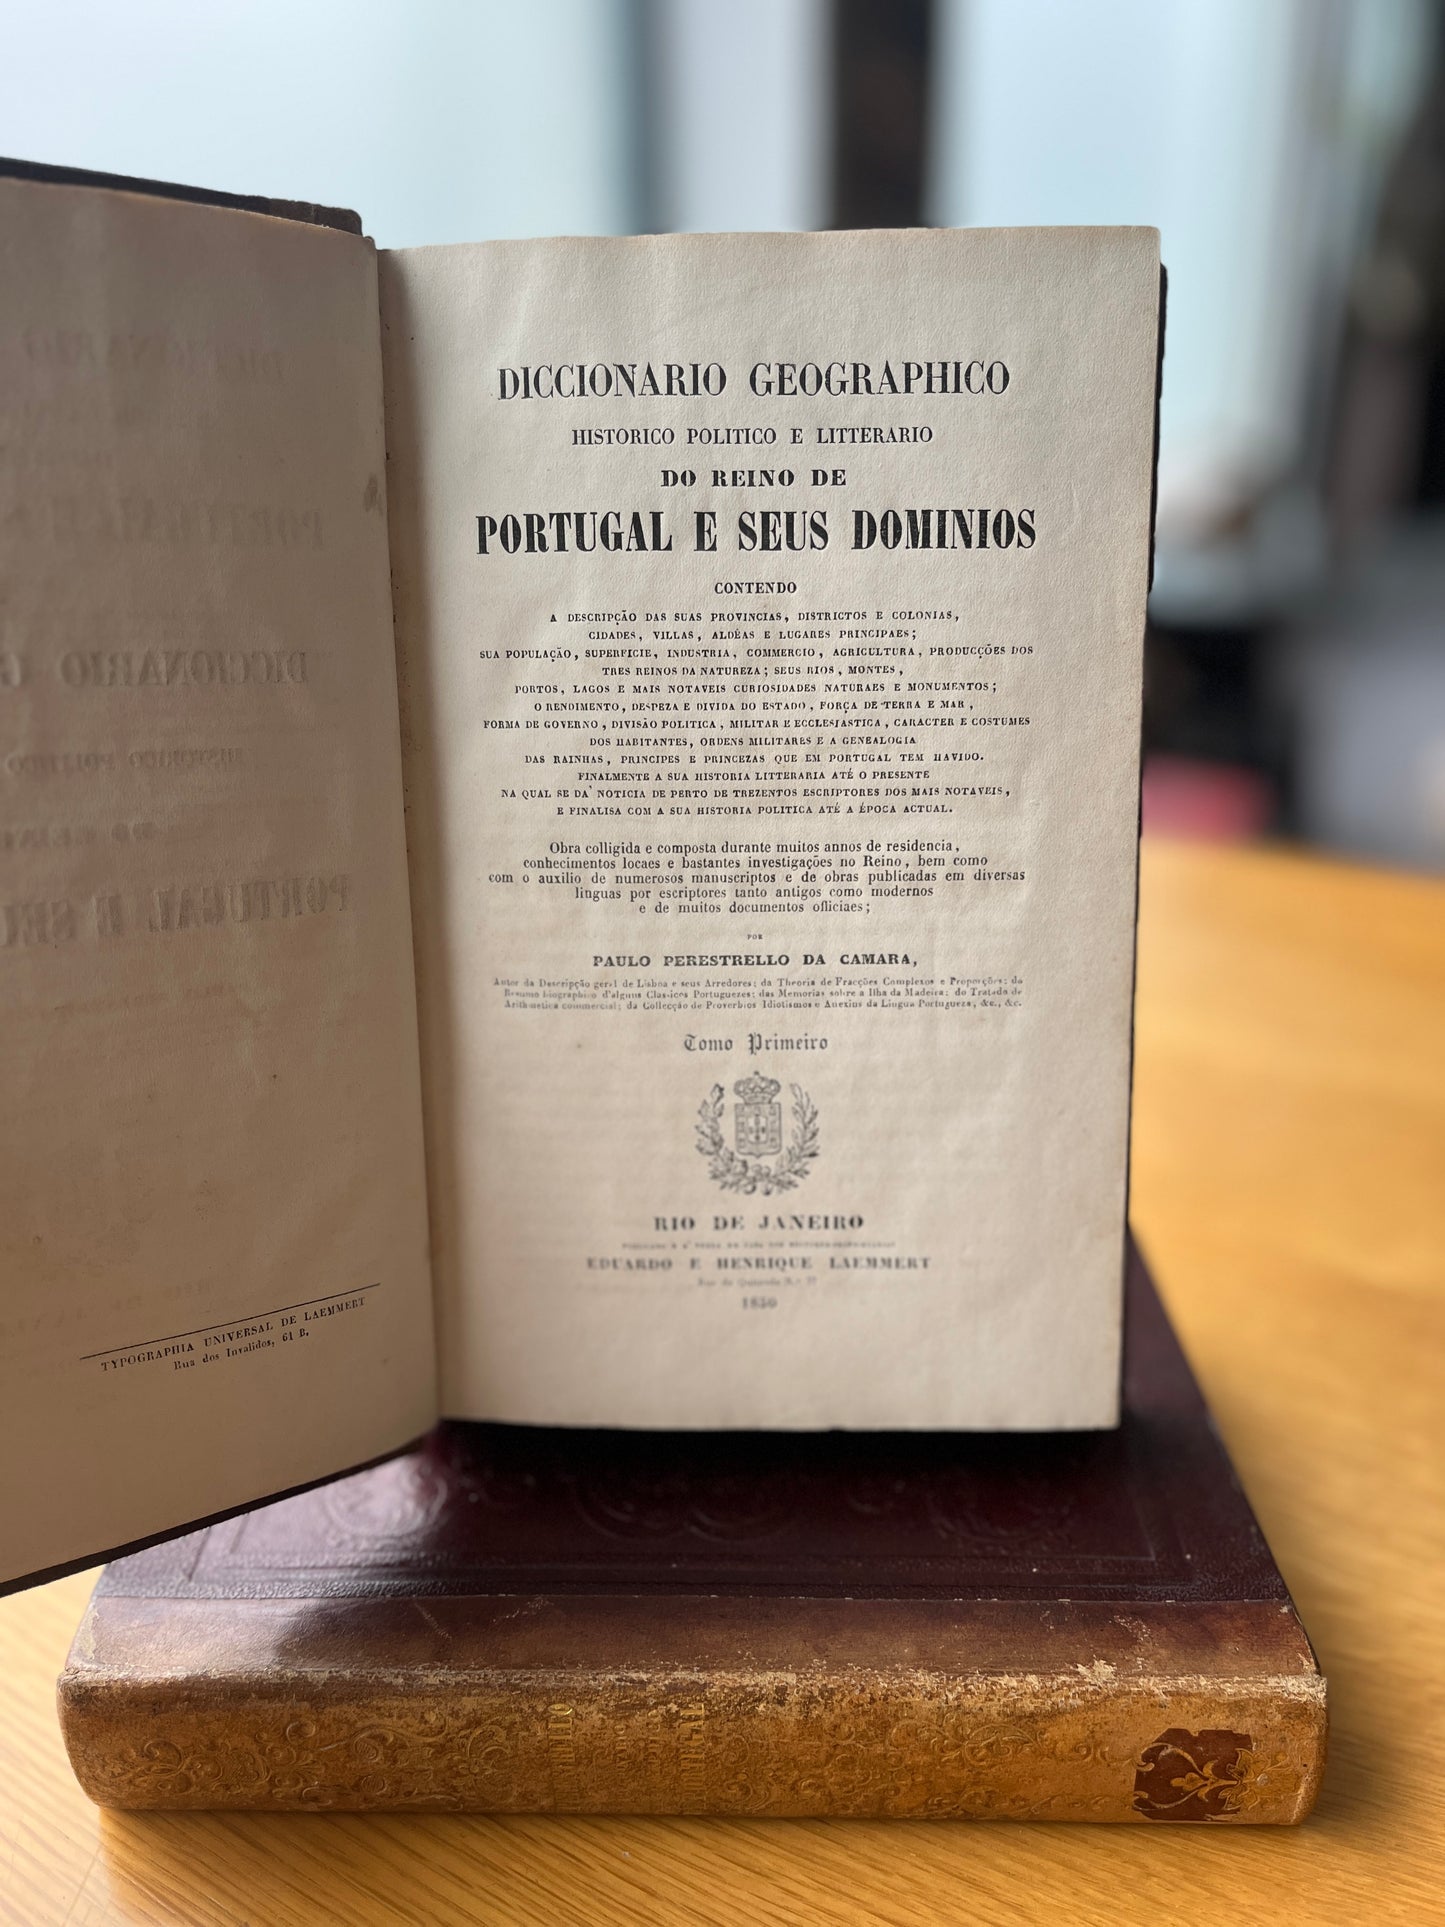 TYPOGRAPHIA UNIVERSAL DE LAEMMERT
Rua dos Invalidos, 61 B.
DICCIONARIO GEOGRAPHICO
HISTORICO POLITICO E LITTERARIO
DO REINO DE
PORTUGAL E SEUS DOMINIOS
CONTENDO
A DESCRIPÇÃO DAS SUAS PROVINCIAS, DISTRICTOS E COLONIAS,
CIDADES, VILLAS, ALDÊAS E LUGARES PRINCIPAES;
SUA POPULAÇÃO, SUPERFICIE, INDUSTRIA, COMMERCIO, AGRICULTURA, PRODUCÇÕES DOS
TRES REINOS DA NATUREZA; SEUS RIOS, MONTES,
PORTOS, LAGOS E MAIS NOTAVEIS CURIOSIDADES NATURAES E MONUMENTOS;
O RENDIMENTO, DESPEZA E DIVIDA DO ESTADO, FORÇA DE TERRA E MAR,
FORMA DE GOVERNO, DIVISÃO POLITICA, MILITAR E ECCLESIASTICA, CARACTER E COSTUMES
DOS HABITANTES, ORDENS MILITARES E A GENEALOGIA
DAS RAINHAS, PRINCIPES E PRINCEZAS QUE EM PORTUGAL TEM HAVIDO.
FINALMENTE A SUA HISTORIA LITTERARIA ATÉ O PRESENTE
NA QUAL SE DA' NOTICIA DE PERTO DE TREZENTOS ESCRIPTORES DOS MAIS NOTAVEIS,
E FINALISA COM A SUA HISTORIA POLITICA ATÉ A ÉPOCA ACTUAL.
Obra colligida e composta durante muitos annos de residencia,
conhecimentos locaes e bastantes investigações no Reino, bem como
com o auxilio de numerosos manuscriptos e de obras publicadas em diversas
linguas por escriptores tanto antigos como modernos
e de muitos documentos officiaes;
POR
PAULO PERESTRELLO DA CAMARA,
Autor da Descripção geral de Lisboa e seus Arredores; da Theoria de Fracções Complexos e Proporções; do
Resumo biographico d'alguns Classicos Portuguezes; das Memorias sobre a Ilha da Madeira; do Tratado de
Arithmetica commercial; da Collecção de Proverbios Idiotismos e Anexins da Lingua Portugueza, &c., &c.
Tomo Primeiro
RIO DE JANEIRO
EDUARDO E HENRIQUE LAEMMERT
Rua da Quitanda N.º 77
1850
PORTUGAL